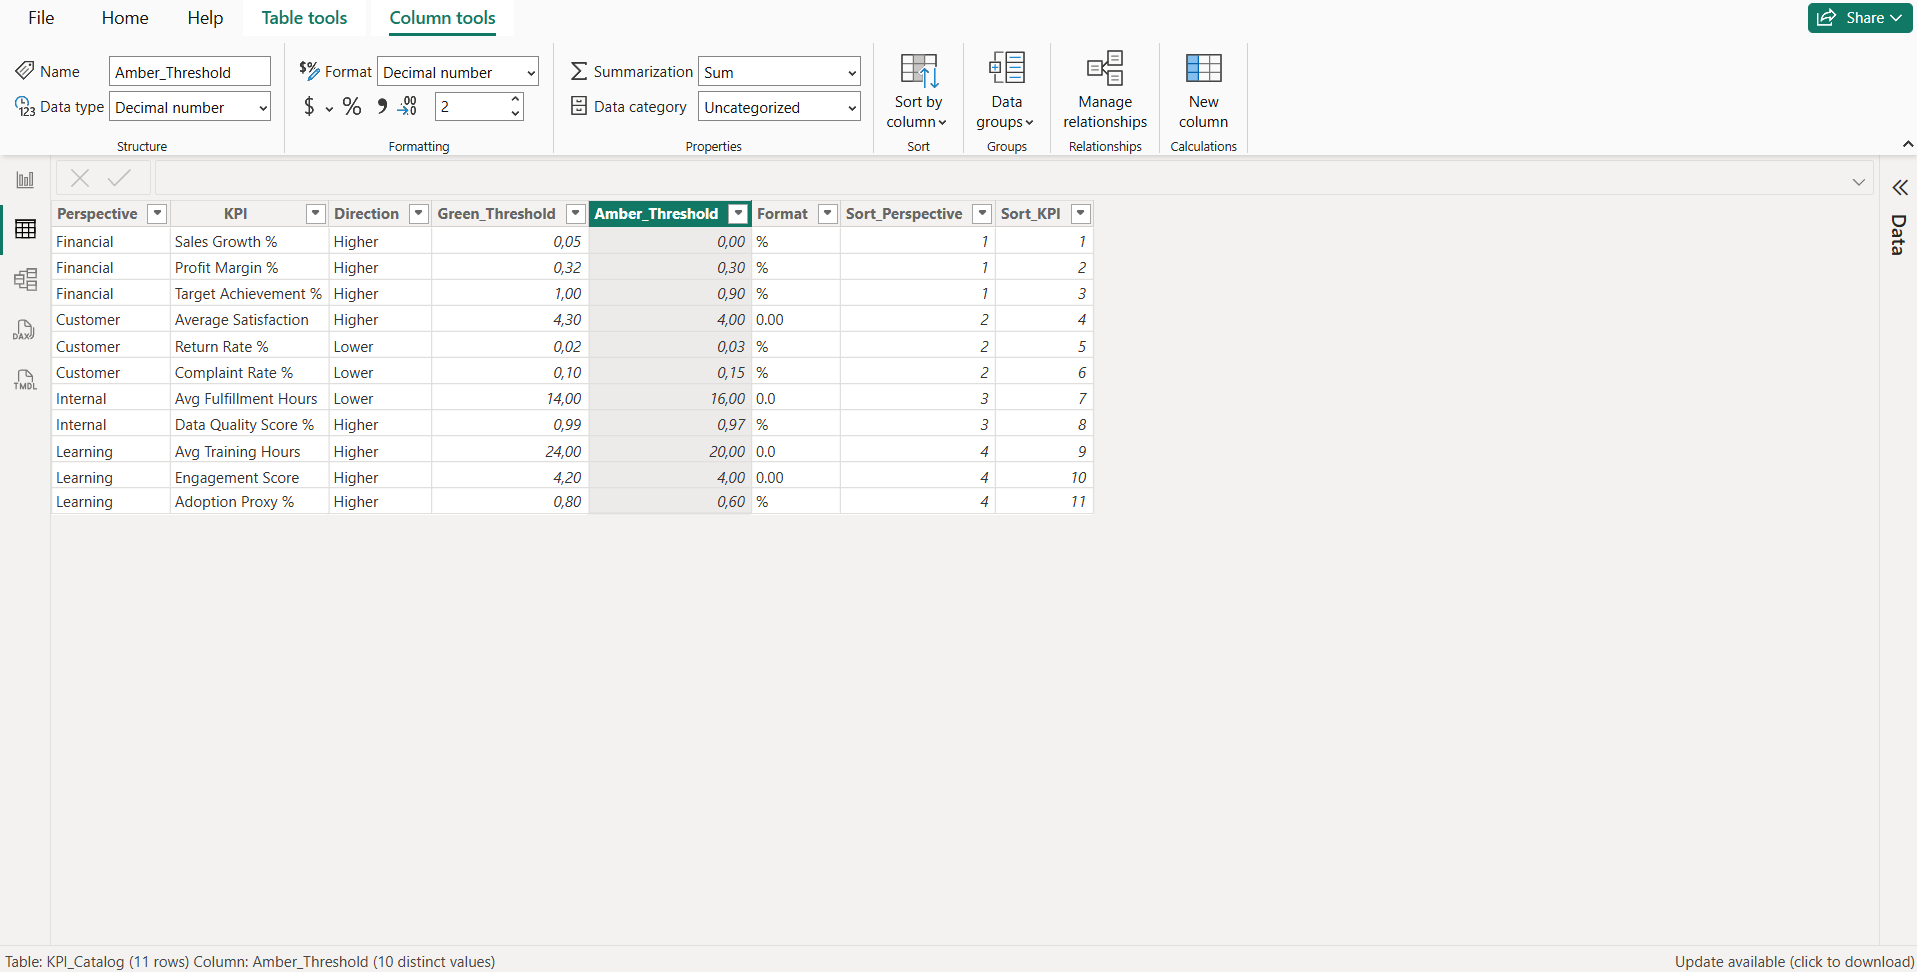 File Home Help Table tools Column tools Share
Name Amber_Threshold $% Format Decimal number Summarization Sum
Data type Decimal number $ % 2 Data category Uncategorized
Sort by column
Data groups
Manage relationships
New column
Structure Formatting Properties Sort Groups Relationships Calculations
Perspective KPI Direction Green_Threshold Amber_Threshold Format Sort_Perspective Sort_KPI
Financial Sales Growth % Higher 0,05 0,00 % 1 1
Financial Profit Margin % Higher 0,32 0,30 % 1 2
Financial Target Achievement % Higher 1,00 0,90 % 1 3
Customer Average Satisfaction Higher 4,30 4,00 0.00 2 4
Customer Return Rate % Lower 0,02 0,03 % 2 5
Customer Complaint Rate % Lower 0,10 0,15 % 2 6
Internal Avg Fulfillment Hours Lower 14,00 16,00 0.0 3 7
Internal Data Quality Score % Higher 0,99 0,97 % 3 8
Learning Avg Training Hours Higher 24,00 20,00 0.0 4 9
Learning Engagement Score Higher 4,20 4,00 0.00 4 10
Learning Adoption Proxy % Higher 0,80 0,60 % 4 11
DAX
TMDL
Data
Table: KPI_Catalog (11 rows) Column: Amber_Threshold (10 distinct values) Update available (click to download)